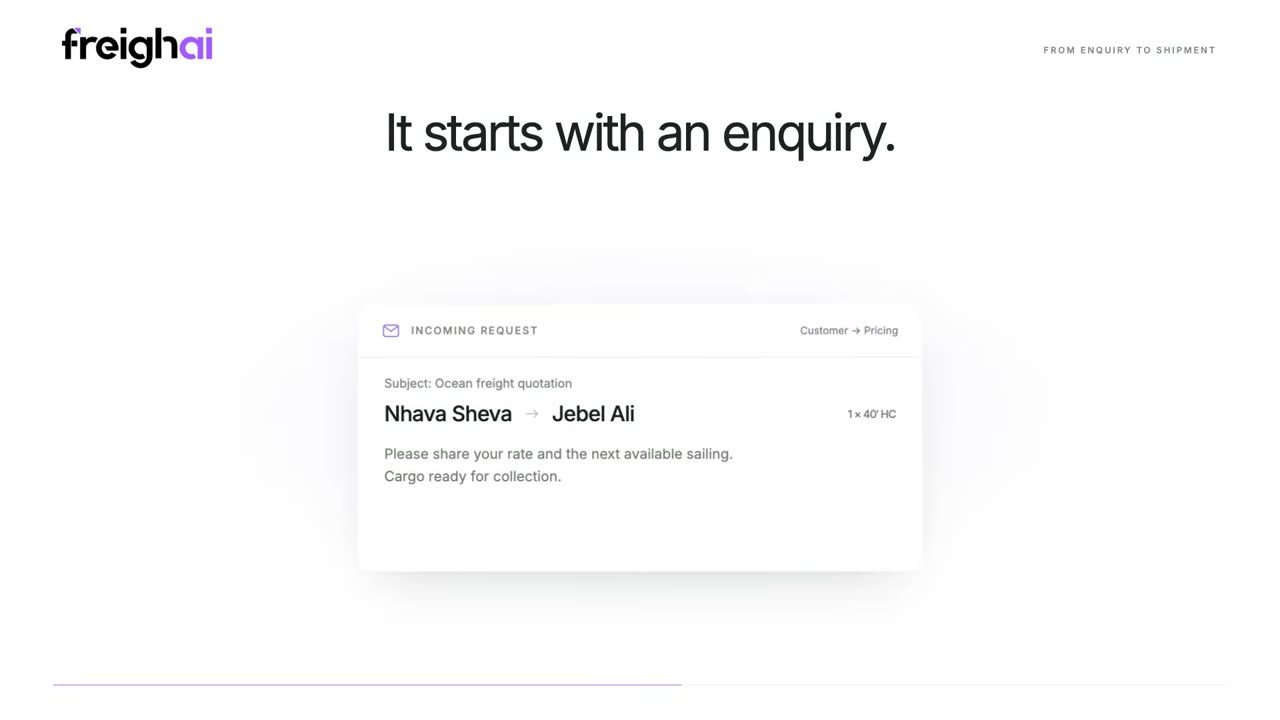 freighai
FROM ENQUIRY TO SHIPMENT
It starts with an enquiry.
INCOMING REQUEST
Customer → Pricing
Subject: Ocean freight quotation
Nhava Sheva → Jebel Ali
1 × 40' HC
Please share your rate and the next available sailing.
Cargo ready for collection.